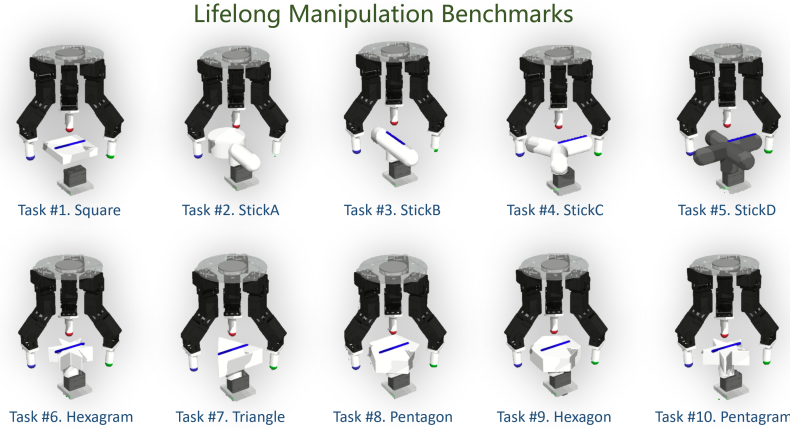 Lifelong Manipulation Benchmarks
Task #1. Square
Task #2. StickA
Task #3. StickB
Task #4. StickC
Task #5. StickD
Task #6. Hexagram
Task #7. Triangle
Task #8. Pentagon
Task #9. Hexagon
Task #10. Pentagram